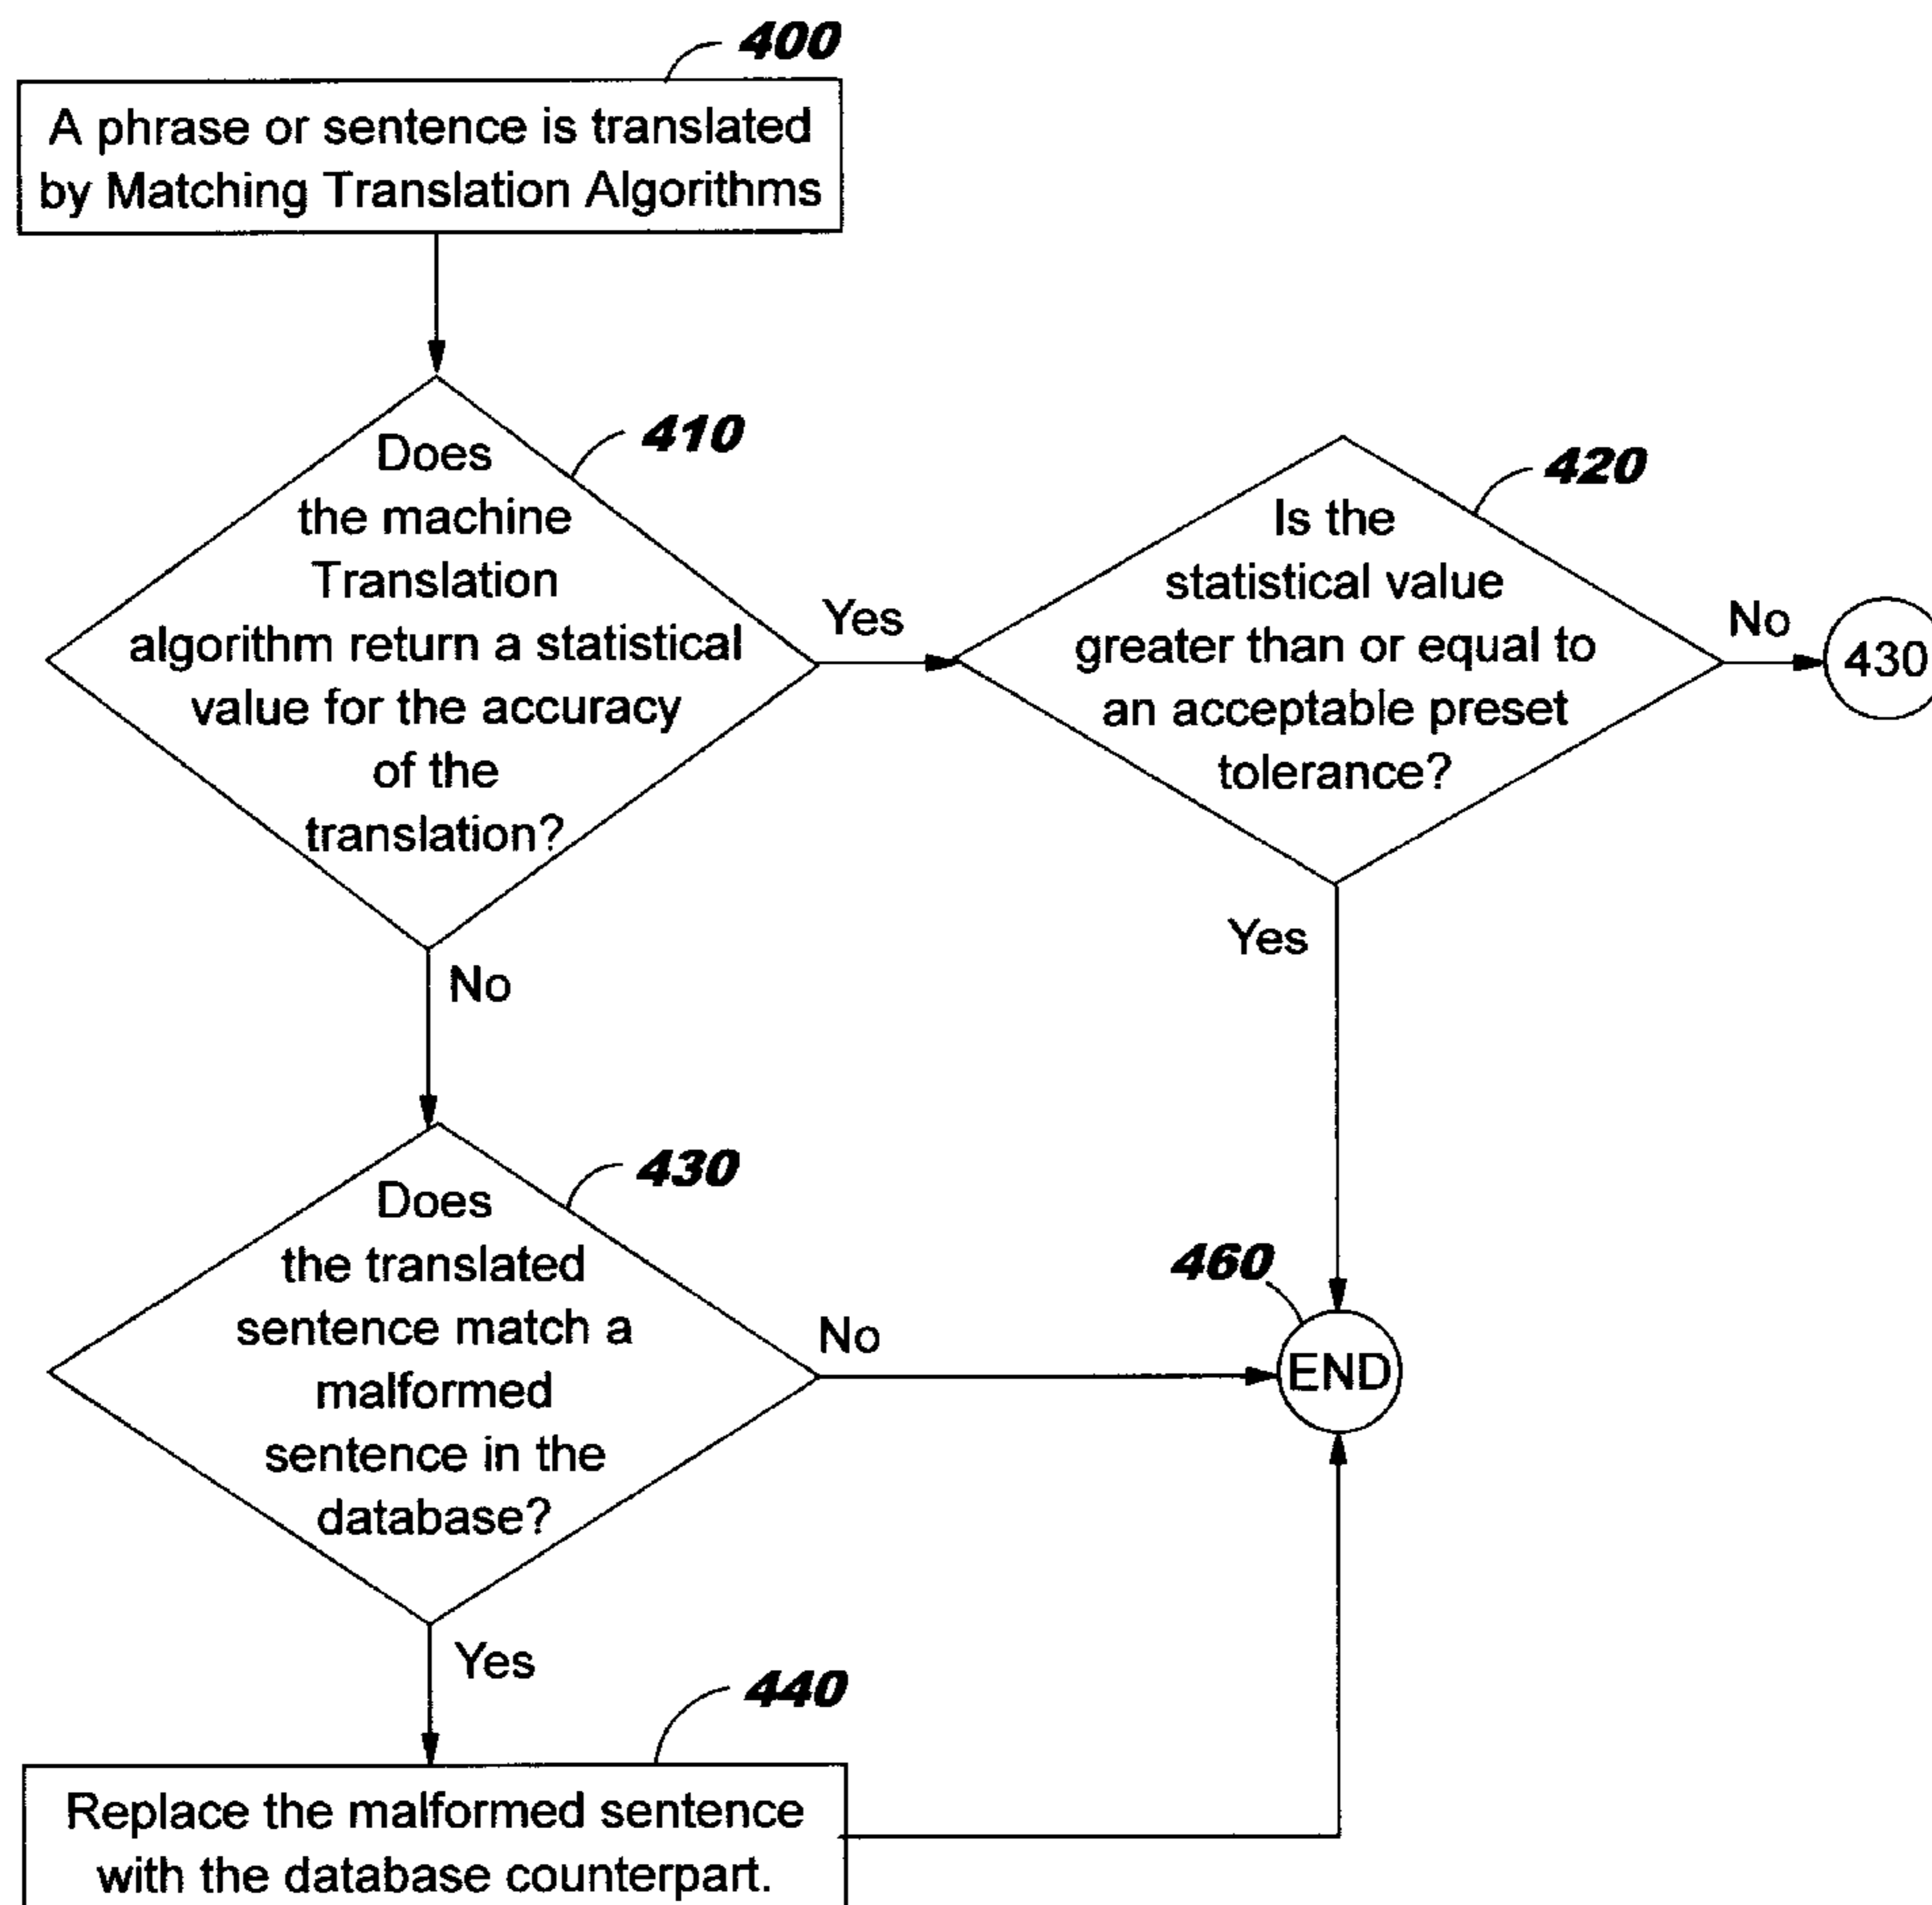 400
A phrase or sentence is translated
by Matching Translation Algorithms
410
Does
the machine
Translation
algorithm return a statistical
value for the accuracy
of the
translation?
Yes
No
420
Is the
statistical value
greater than or equal to
an acceptable preset
tolerance?
No
430
Yes
430
Does
the translated
sentence match a
malformed
sentence in the
database?
No
460
END
Yes
440
Replace the malformed sentence
with the database counterpart.